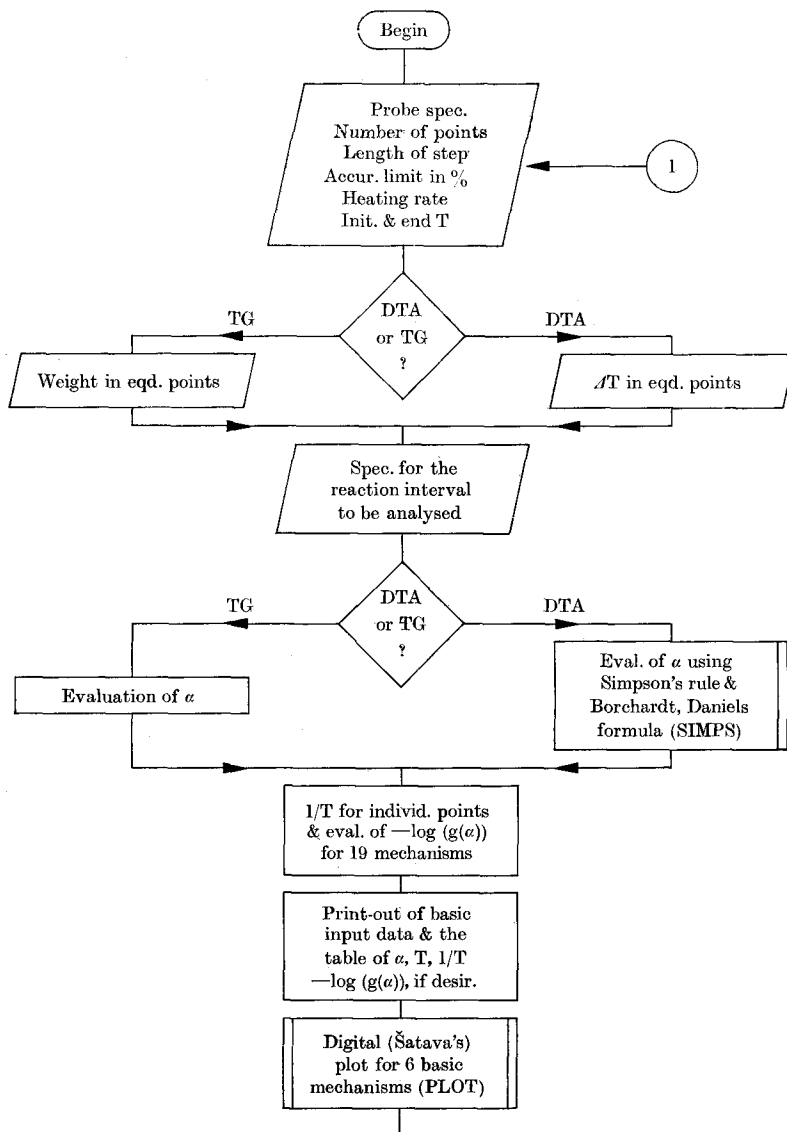 Begin
Probe spec.
Number of points
Length of step
Accur. limit in %
Heating rate
Init. & end T
1
DTA
or TG
?
TG
DTA
Weight in eqd. points
ΔT in eqd. points
Spec. for the
reaction interval
to be analysed
DTA
or TG
?
TG
DTA
Evaluation of α
Eval. of α using
Simpson's rule &
Borchardt, Daniels
formula (SIMPS)
1/T for individ. points
& eval. of —log (g(α))
for 19 mechanisms
Print-out of basic
input data & the
table of α, T, 1/T
—log (g(α)), if desir.
Digital (Šatava's)
plot for 6 basic
mechanisms (PLOT)